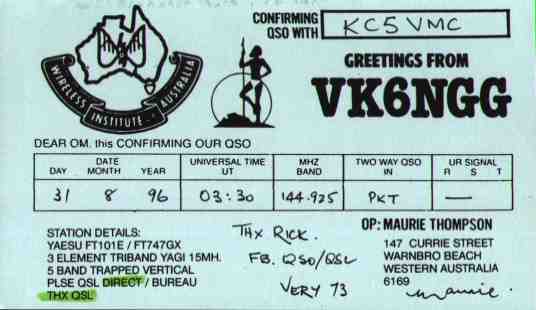 WIRELESS INSTITUTE AUSTRALIA
CONFIRMING
QSO WITH
KC5VMC
GREETINGS FROM
VK6NGG
DEAR OM. this CONFIRMING OUR QSO
DATE UNIVERSAL TIME MHZ TWO WAY QSO UR SIGNAL
DAY MONTH YEAR UT BAND IN R S T
31 8 96 03:30 144.925 PKT —
STATION DETAILS:
YAESU FT101E / FT747GX
3 ELEMENT TRIBAND YAGI 15MH.
5 BAND TRAPPED VERTICAL
PLSE QSL DIRECT / BUREAU
THX QSL
THX RICK.
FB. QSO/QSL
VERY 73
OP: MAURIE THOMPSON
147 CURRIE STREET
WARNBRO BEACH
WESTERN AUSTRALIA
6169
Maurie.